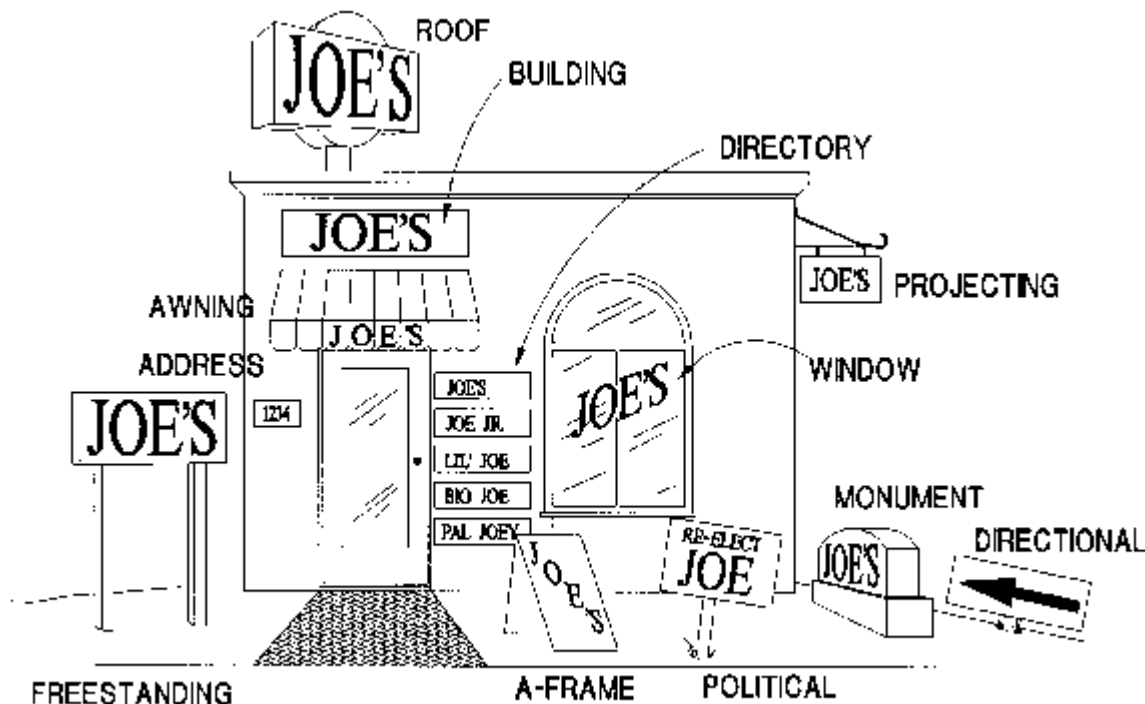 ROOF
JOE'S
BUILDING
DIRECTORY
JOE'S
JOE'S
PROJECTING
AWNING
JOE'S
ADDRESS
WINDOW
JOE'S
1234
JOE'S
JOE'S
JOE JR.
LIL' JOE
BIG JOE
PAL JOEY
MONUMENT
RE-ELECT
JOE
JOE'S
DIRECTIONAL
JOE'S
FREESTANDING
A-FRAME
POLITICAL